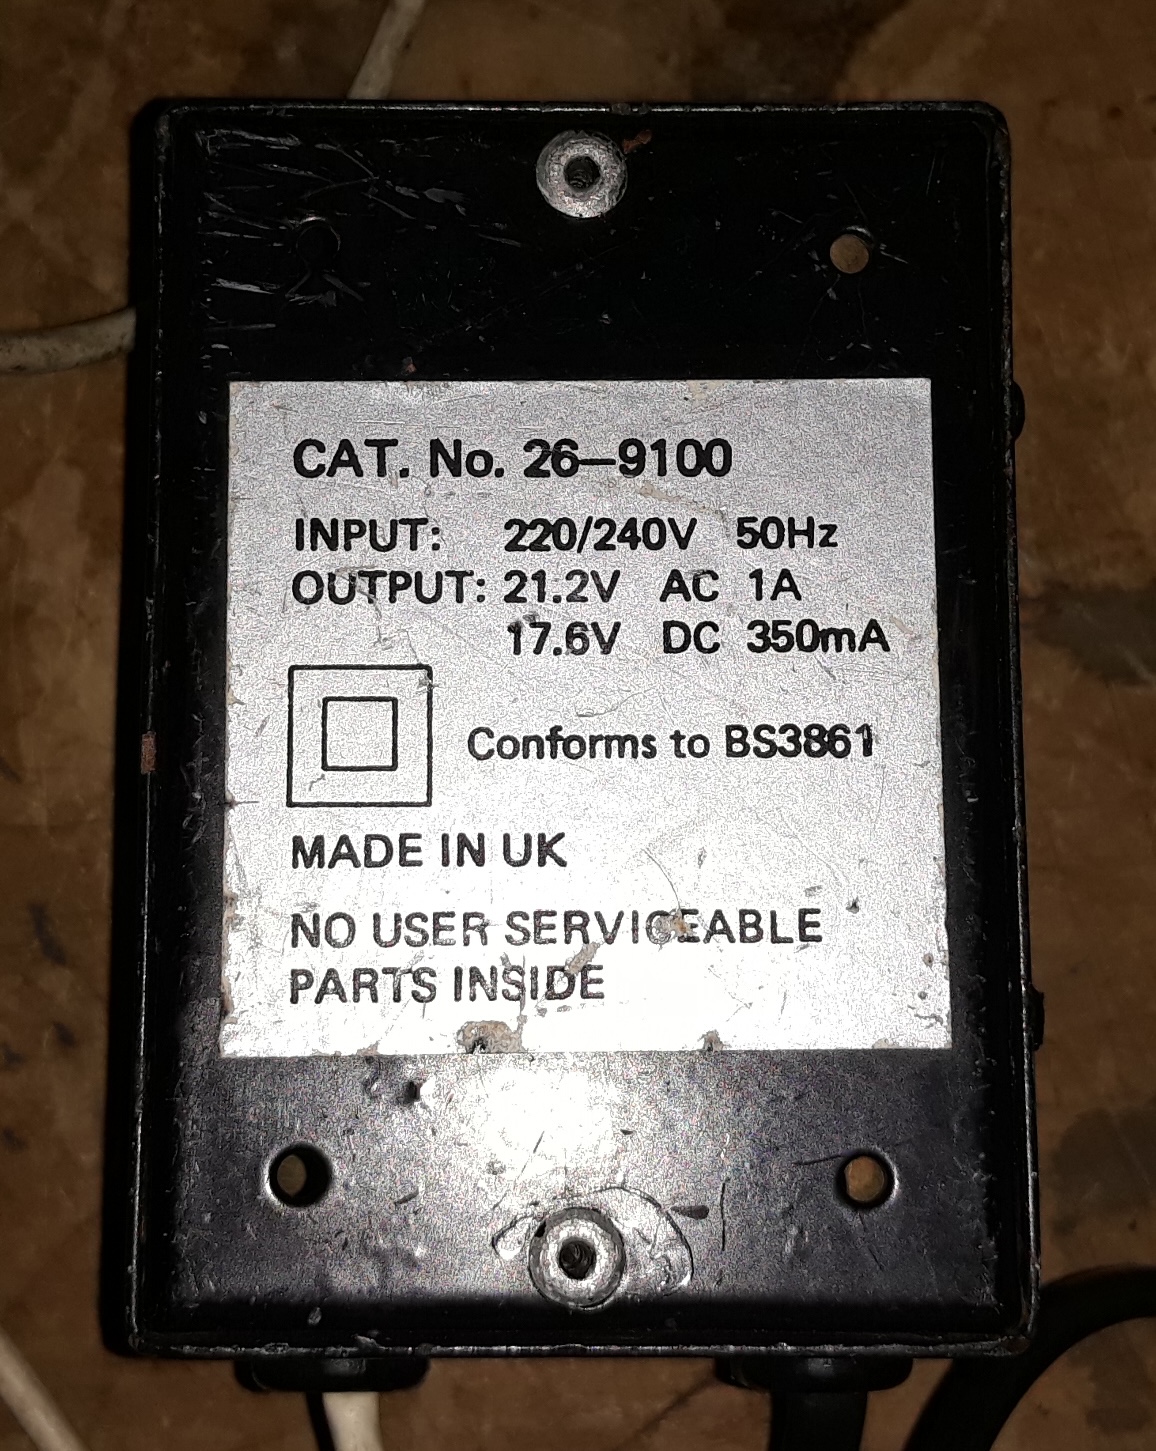 CAT. No. 26–9100
INPUT: 220/240V 50Hz
OUTPUT: 21.2V AC 1A
17.6V DC 350mA
Conforms to BS3861
MADE IN UK
NO USER SERVICEABLE
PARTS INSIDE